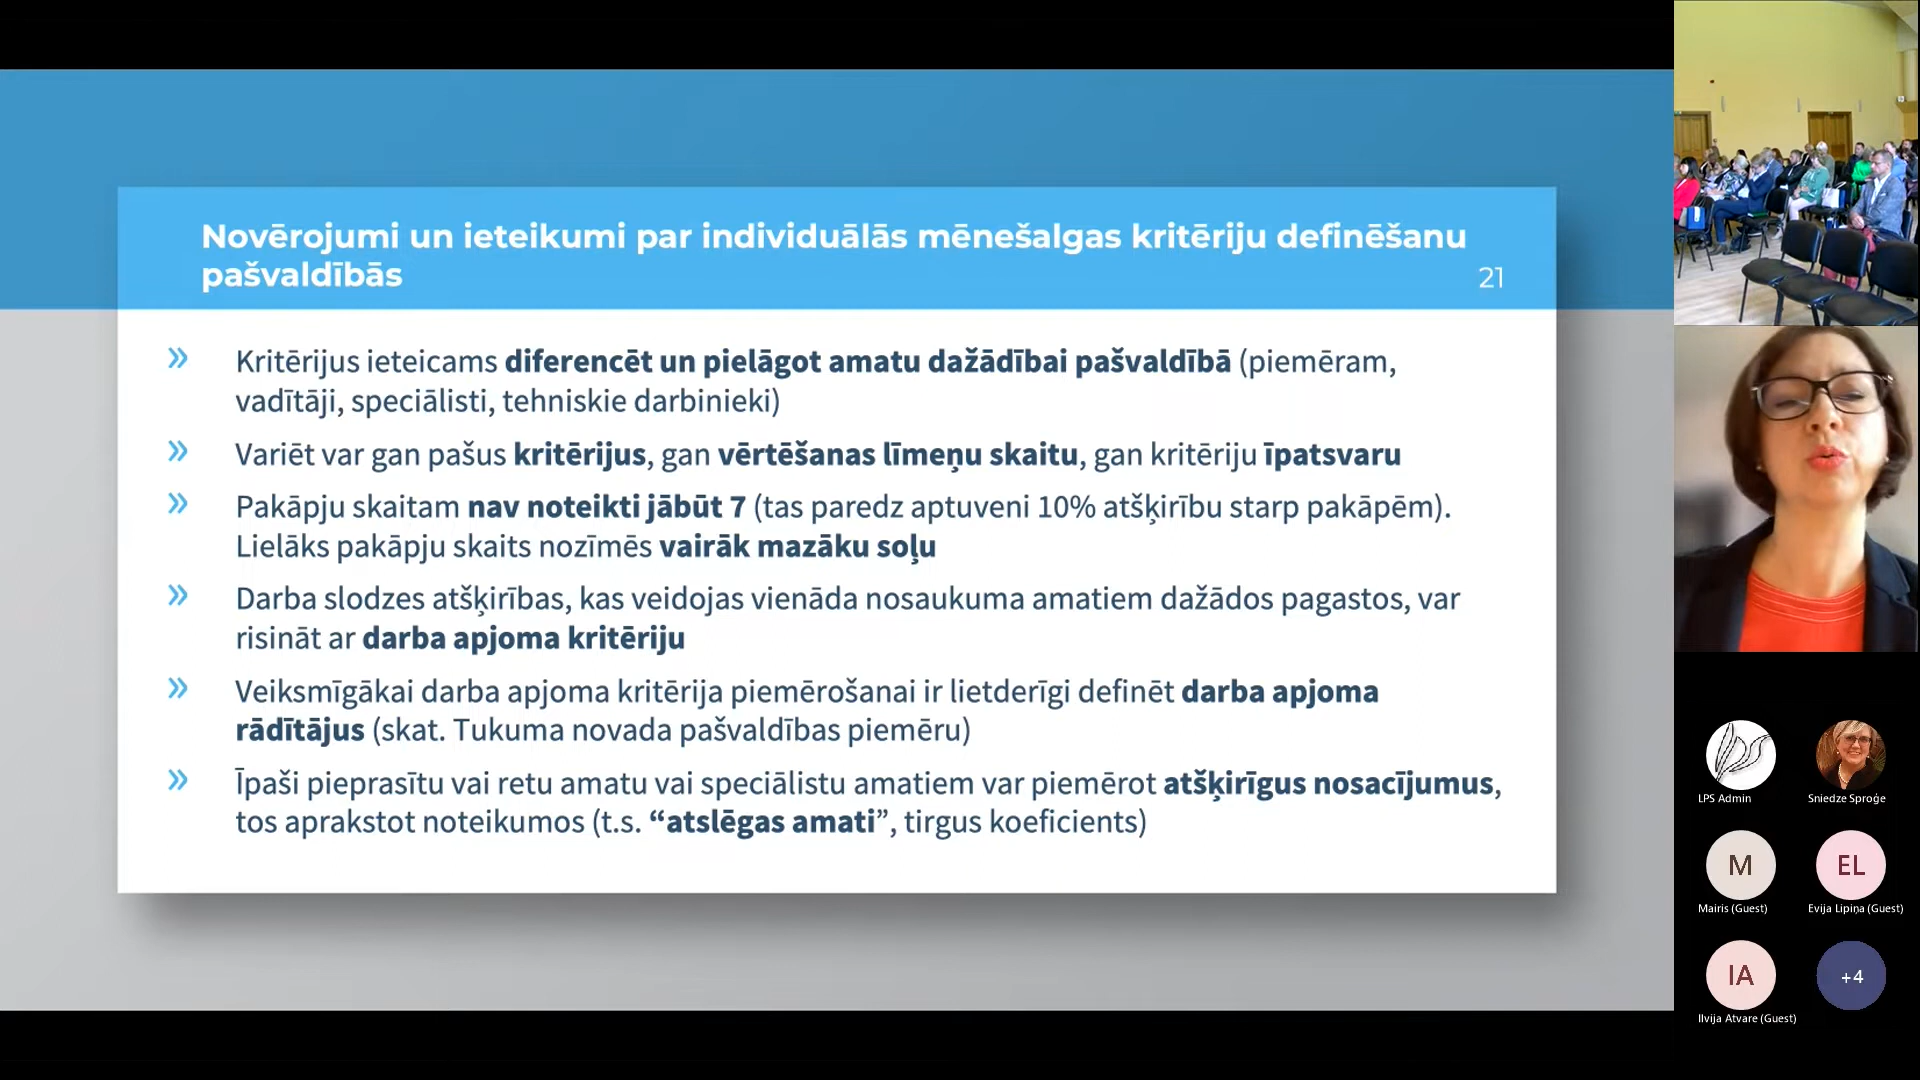 Novērojumi un ieteikumi par individuālās mēnešalgas kritēriju definēšanu
pašvaldībās
21
» Kritērijus ieteicams diferencēt un pielāgot amatu dažādībai pašvaldībā (piemēram,
vadītāji, speciālisti, tehniskie darbinieki)
» Variēt var gan pašus kritērijus, gan vērtēšanas līmeņu skaitu, gan kritēriju īpatsvaru
» Pakāpju skaitam nav noteikti jābūt 7 (tas paredz aptuveni 10% atšķirību starp pakāpēm).
Lielāks pakāpju skaits nozīmēs vairāk mazāku soļu
» Darba slodzes atšķirības, kas veidojas vienāda nosaukuma amatiem dažādos pagastos, var
risināt ar darba apjoma kritēriju
» Veiksmīgākai darba apjoma kritērija piemērošanai ir lietderīgi definēt darba apjoma
rādītājus (skat. Tukuma novada pašvaldības piemēru)
» Īpaši pieprasītu vai retu amatu vai speciālistu amatiem var piemērot atšķirīgus nosacījumus,
tos aprakstot noteikumos (t.s. “atslēgas amati”, tirgus koeficients)
LPS Admin
Sniedze Sproģe
M
EL
Mairis (Guest)
Evija Lipiņa (Guest)
IA
+4
Ilvija Atvare (Guest)